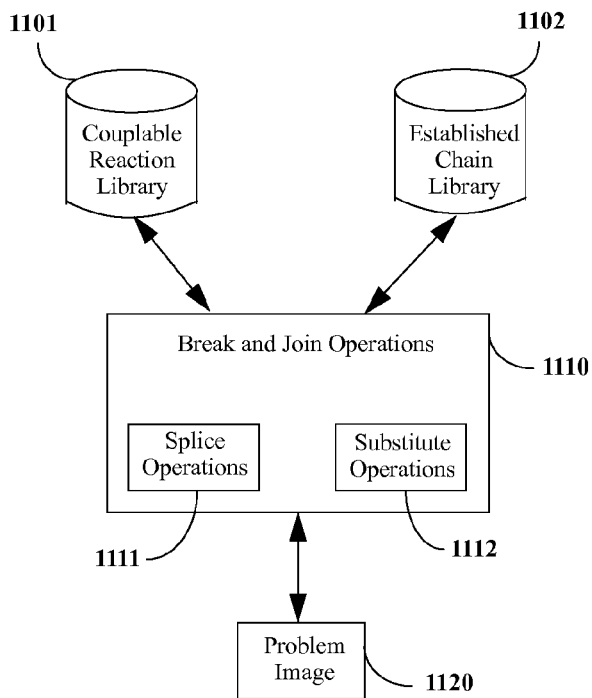 1101
1102
Couplable
Reaction
Library
Established
Chain
Library
Break and Join Operations
1110
Splice
Operations
Substitute
Operations
1111
1112
Problem
Image
1120